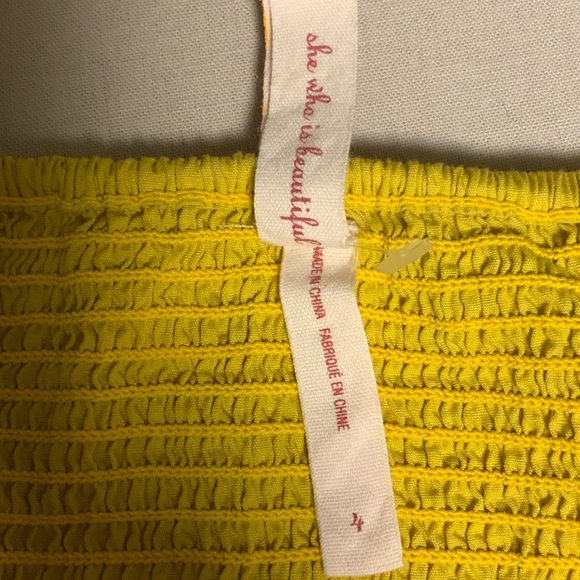 she who is beautiful
MADE IN CHINA
FABRIQUÉ EN CHINE
4